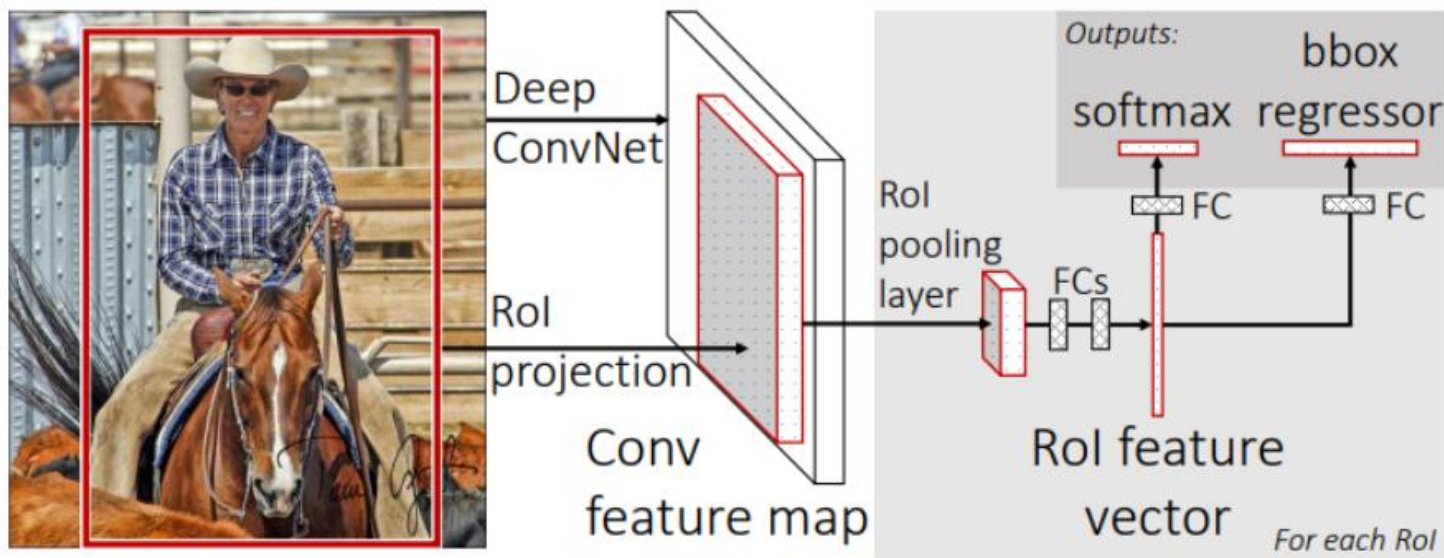 Deep
ConvNet
RoI
projection
Conv
feature map
RoI
pooling
layer
FCs
RoI feature
vector
For each RoI
Outputs:
softmax
bbox
regressor
FC
FC